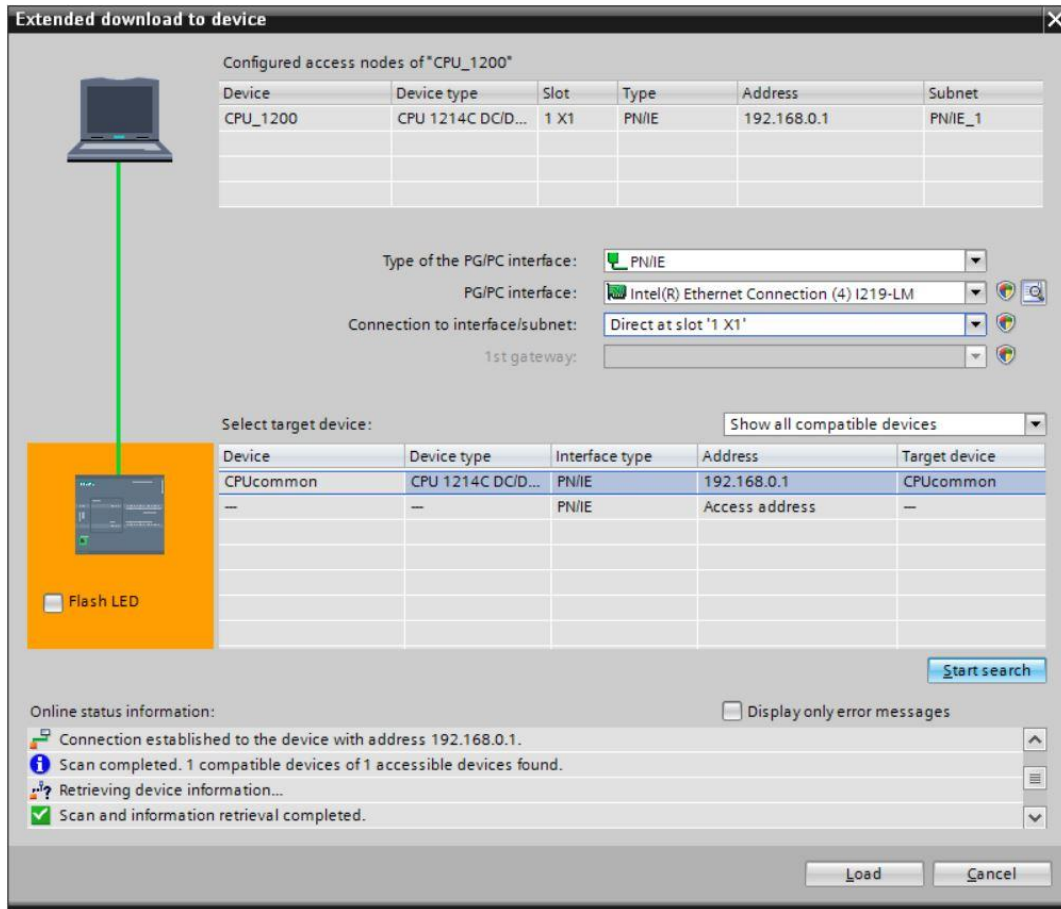 Extended download to device
Configured access nodes of "CPU_1200"
Device Device type Slot Type Address Subnet
CPU_1200 CPU 1214C DC/D... 1 X1 PN/IE 192.168.0.1 PN/IE_1
Type of the PG/PC interface: PN/IE
PG/PC interface: Intel(R) Ethernet Connection (4) I219-LM
Connection to interface/subnet: Direct at slot '1 X1'
1st gateway:
Select target device: Show all compatible devices
Device Device type Interface type Address Target device
CPUcommon CPU 1214C DC/D... PN/IE 192.168.0.1 CPUcommon
— — PN/IE Access address —
Flash LED
Start search
Online status information: Display only error messages
Connection established to the device with address 192.168.0.1.
Scan completed. 1 compatible devices of 1 accessible devices found.
Retrieving device information...
Scan and information retrieval completed.
Load Cancel